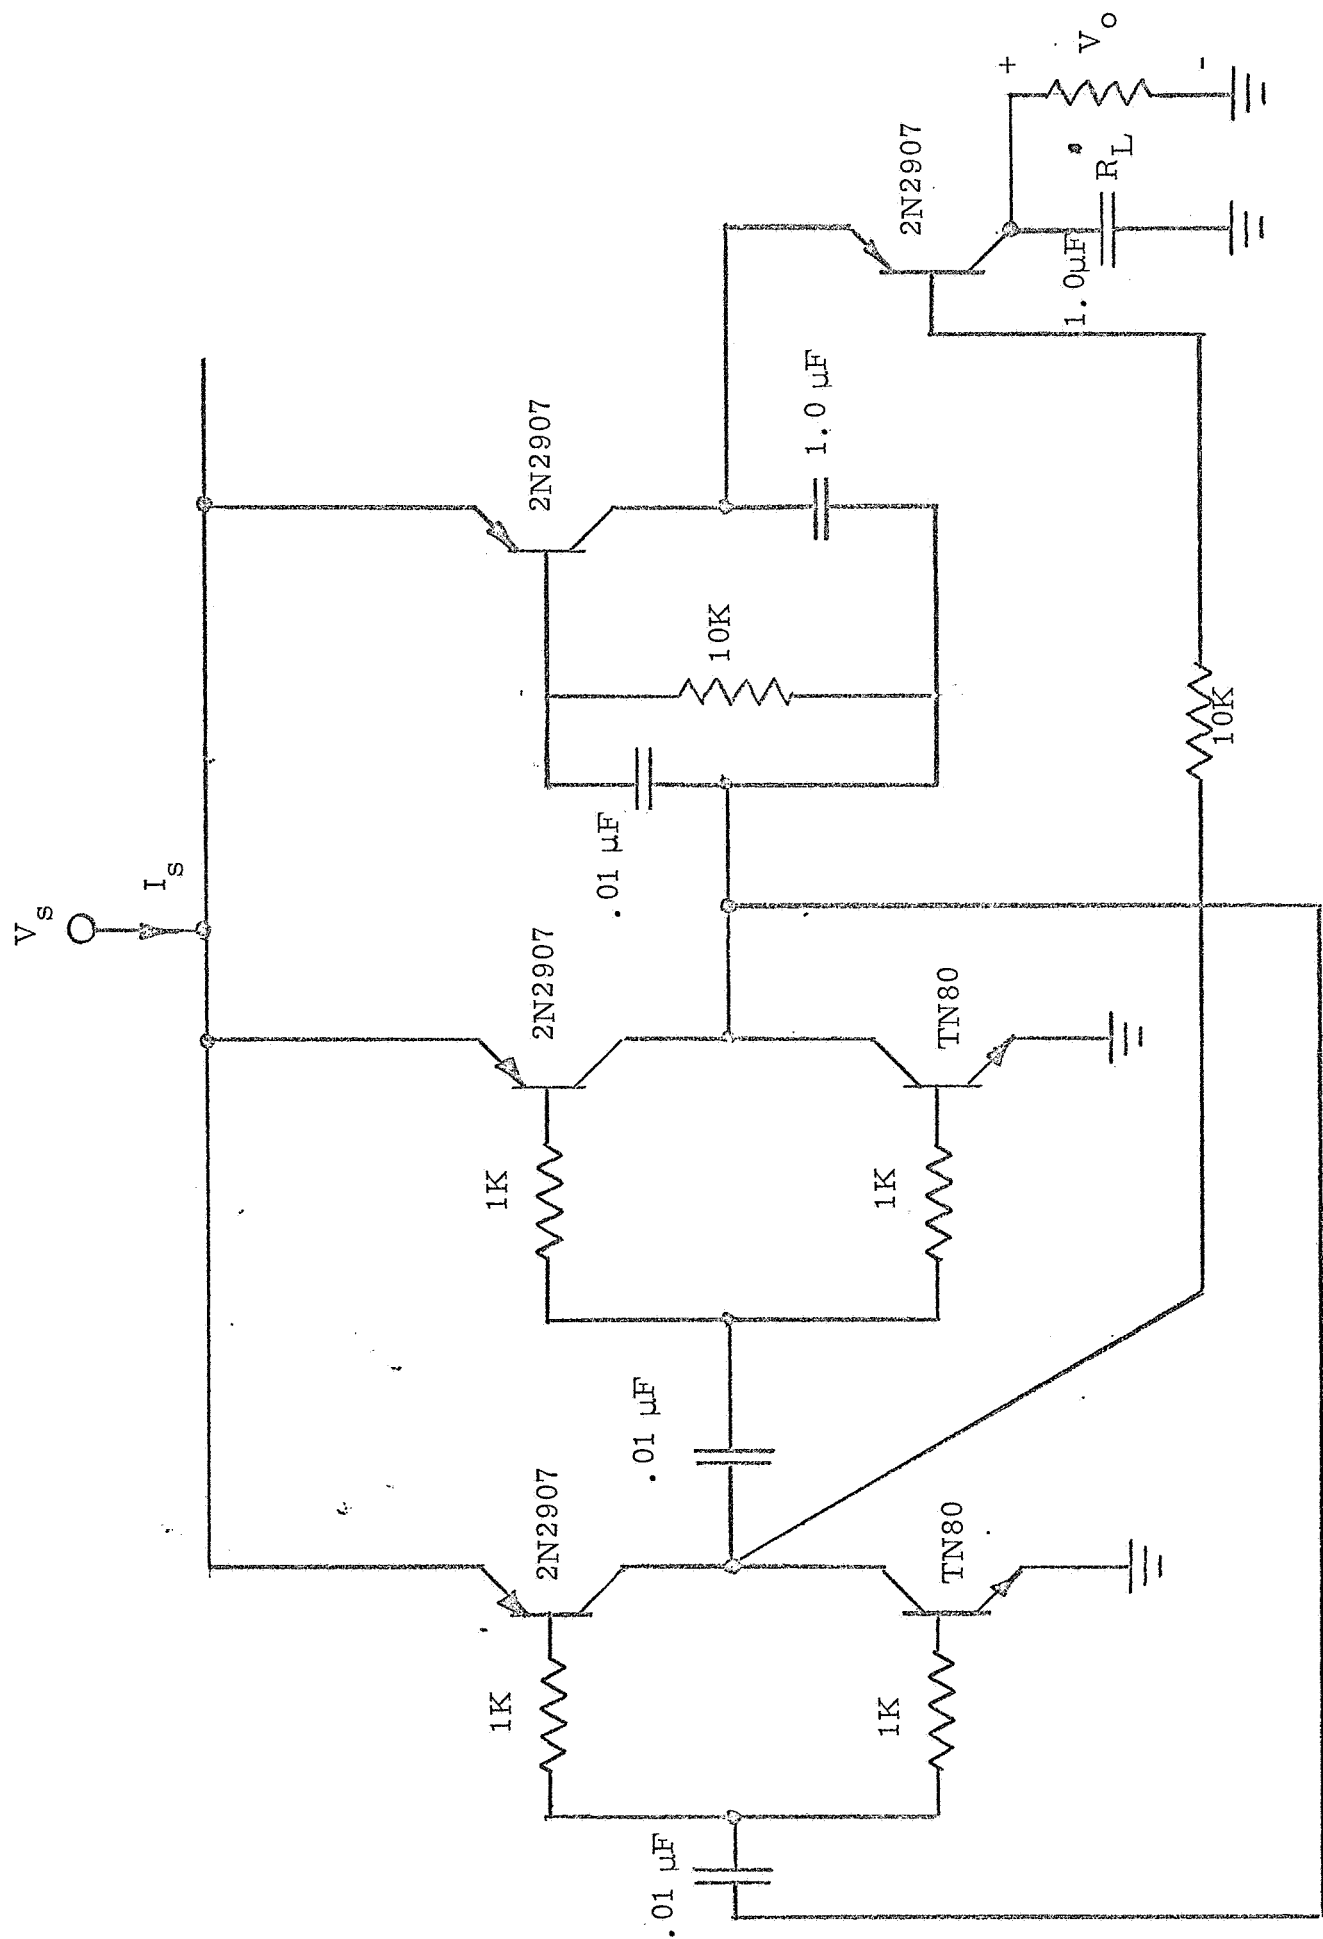 V_s
I_s
2N2907
2N2907
2N2907
2N2907
1K
1K
1K
1K
TN80
TN80
.01 µF
.01 µF
.01 µF
10K
1.0 µF
10K
1.0µF
R_L
+
V_o
-